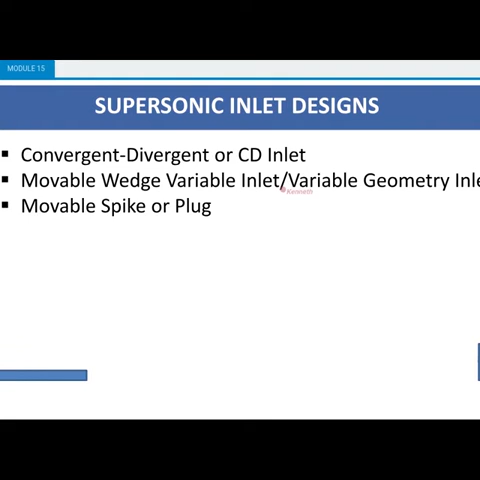 MODULE 15
SUPERSONIC INLET DESIGNS
▪ Convergent-Divergent or CD Inlet
▪ Movable Wedge Variable Inlet/Variable Geometry Inle
Kenneth
▪ Movable Spike or Plug